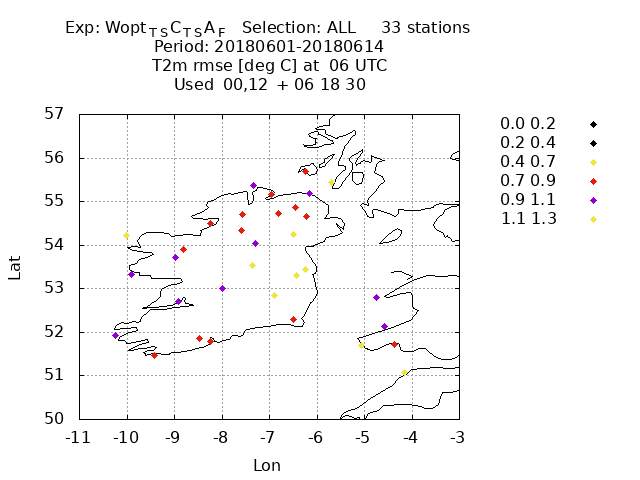 Exp: Wopt T S C T S A F Selection: ALL 33 stations
Period: 20180601-20180614
T2m rmse [deg C] at 06 UTC
Used 00,12 + 06 18 30
57
56
55
54
53
52
51
50
Lat
-11 -10 -9 -8 -7 -6 -5 -4 -3
Lon
0.0 0.2
0.2 0.4
0.4 0.7
0.7 0.9
0.9 1.1
1.1 1.3